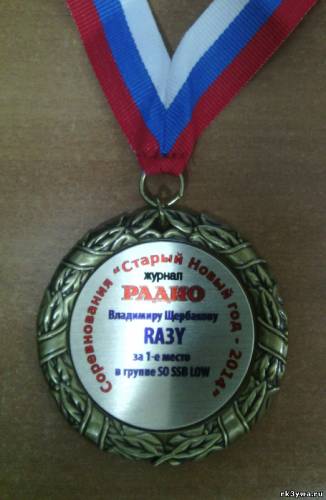 Соревнования "Старый Новый год - 2014"
журнал
РАДИО
Владимиру Щербакову
RA3Y
за 1-е место
в группе SO SSB LOW
rk3ywa.ru